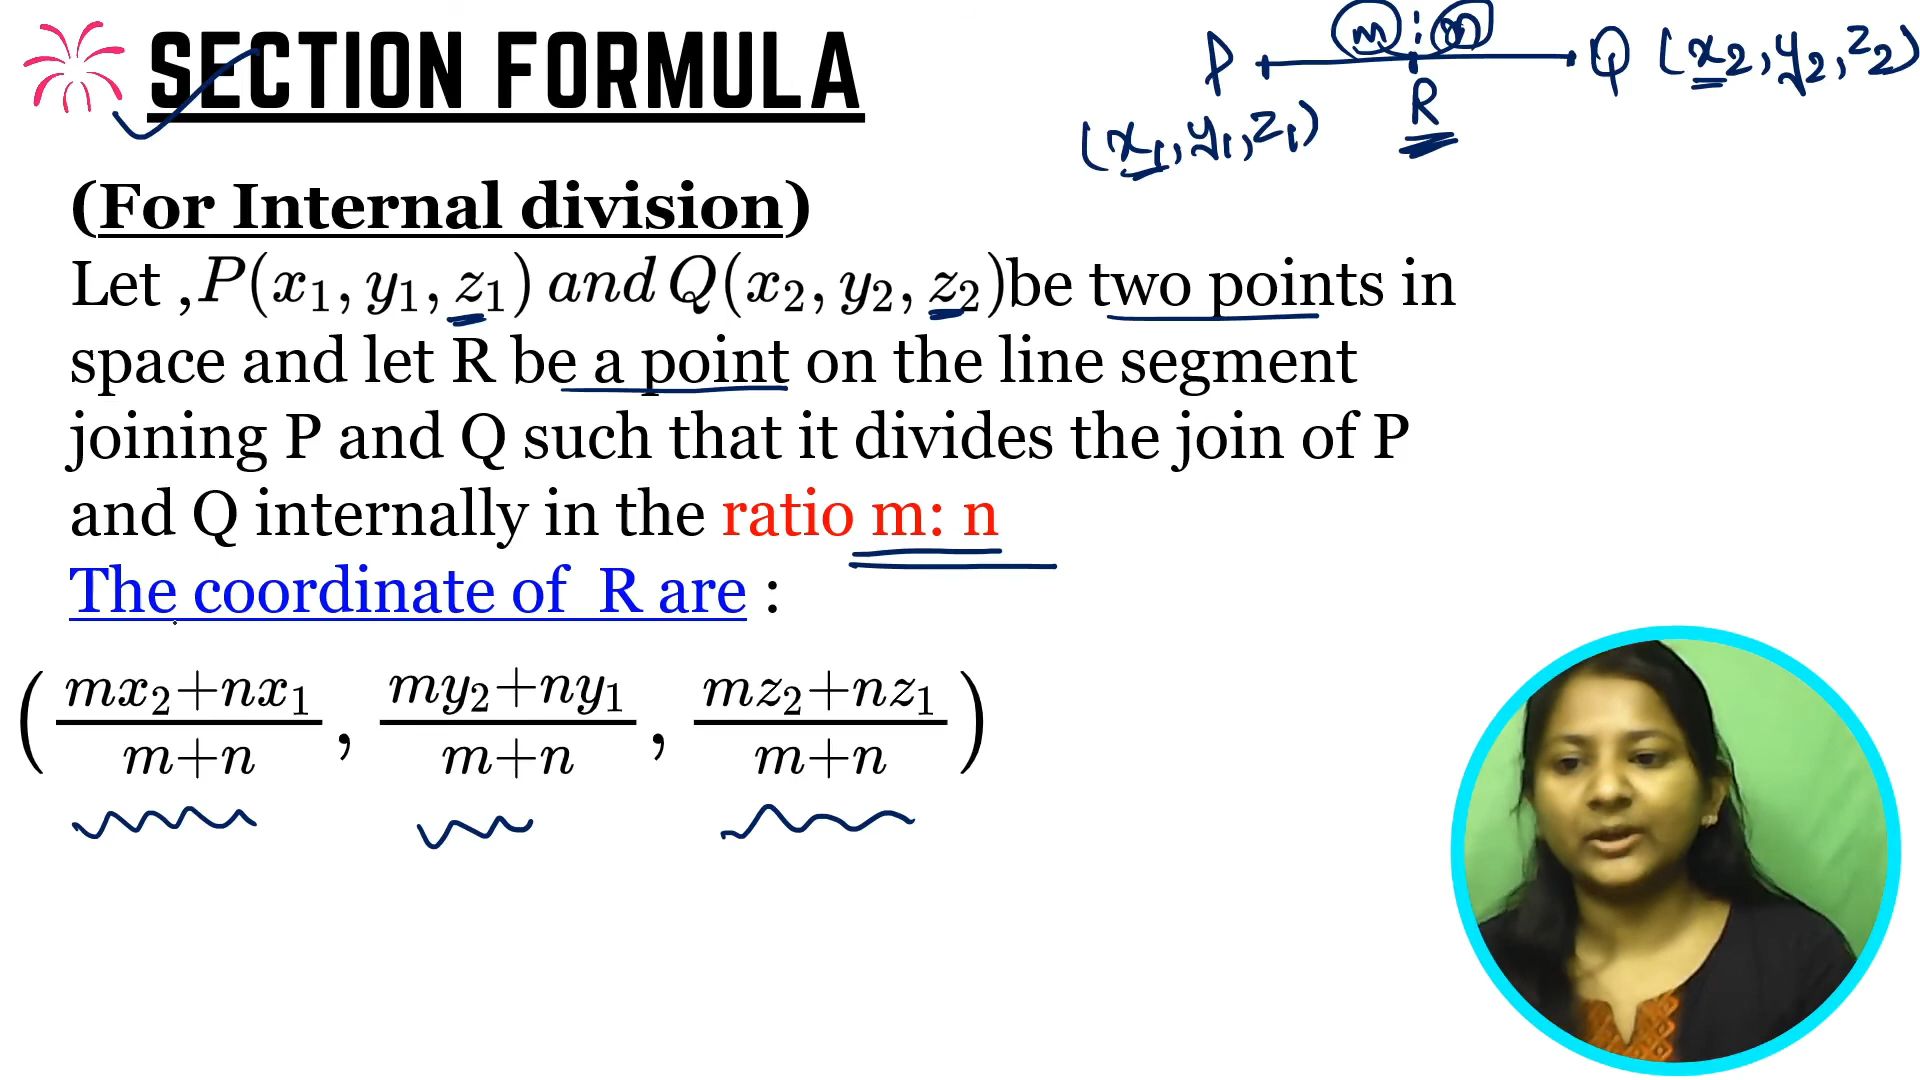 SECTION FORMULA
m : n
P Q (x2, y2, z2)
R
(x1, y1, z1)
(For Internal division)
Let ,P(x₁, y₁, z₁) and Q(x₂, y₂, z₂)be two points in
space and let R be a point on the line segment
joining P and Q such that it divides the join of P
and Q internally in the ratio m: n
The coordinate of R are :
(mx₂+nx₁/m+n, my₂+ny₁/m+n, mz₂+nz₁/m+n)